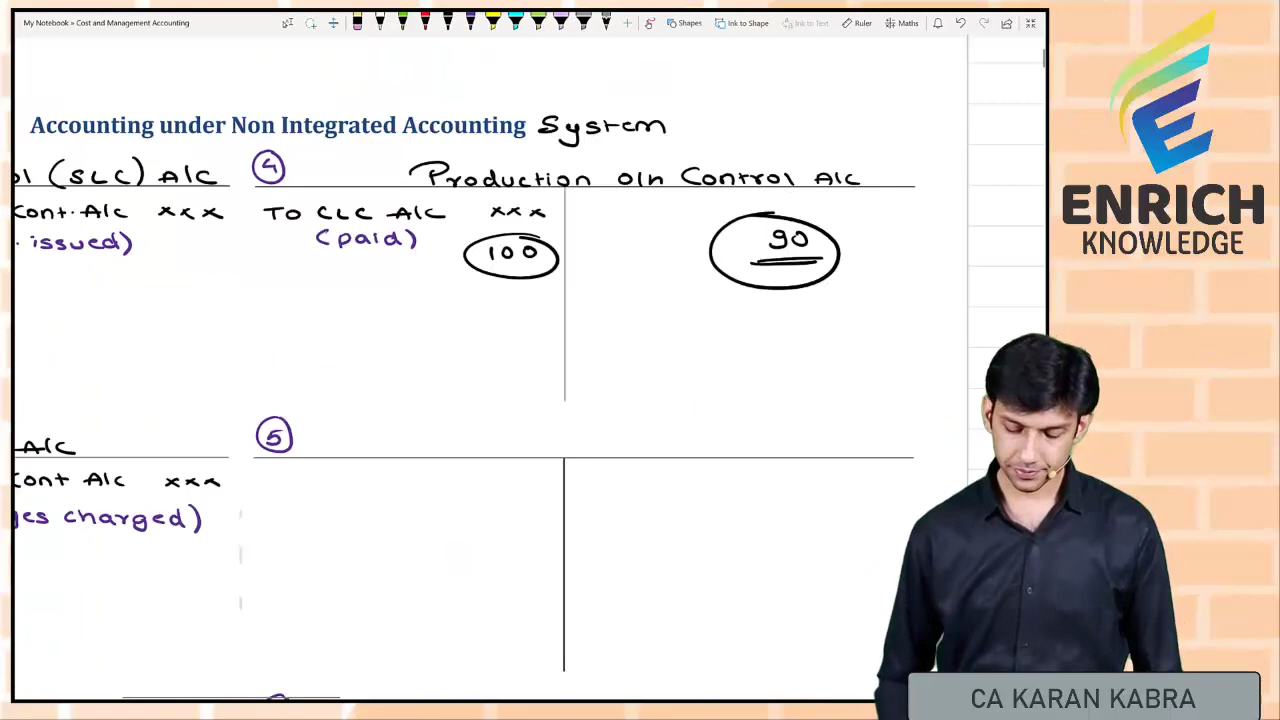 My Notebook » Cost and Management Accounting
Shapes
Ink to Shape
Ink to Text
Ruler
Maths
Accounting under Non Integrated Accounting System
ol (SLC) A/c
Cont. A/c xxx
. issued)
4
Production o/h Control A/c
To CLC A/c xxx
(paid)
100
90
A/c
Cont A/c xxx
ges charged)
5
ENRICH
KNOWLEDGE
CA KARAN KABRA